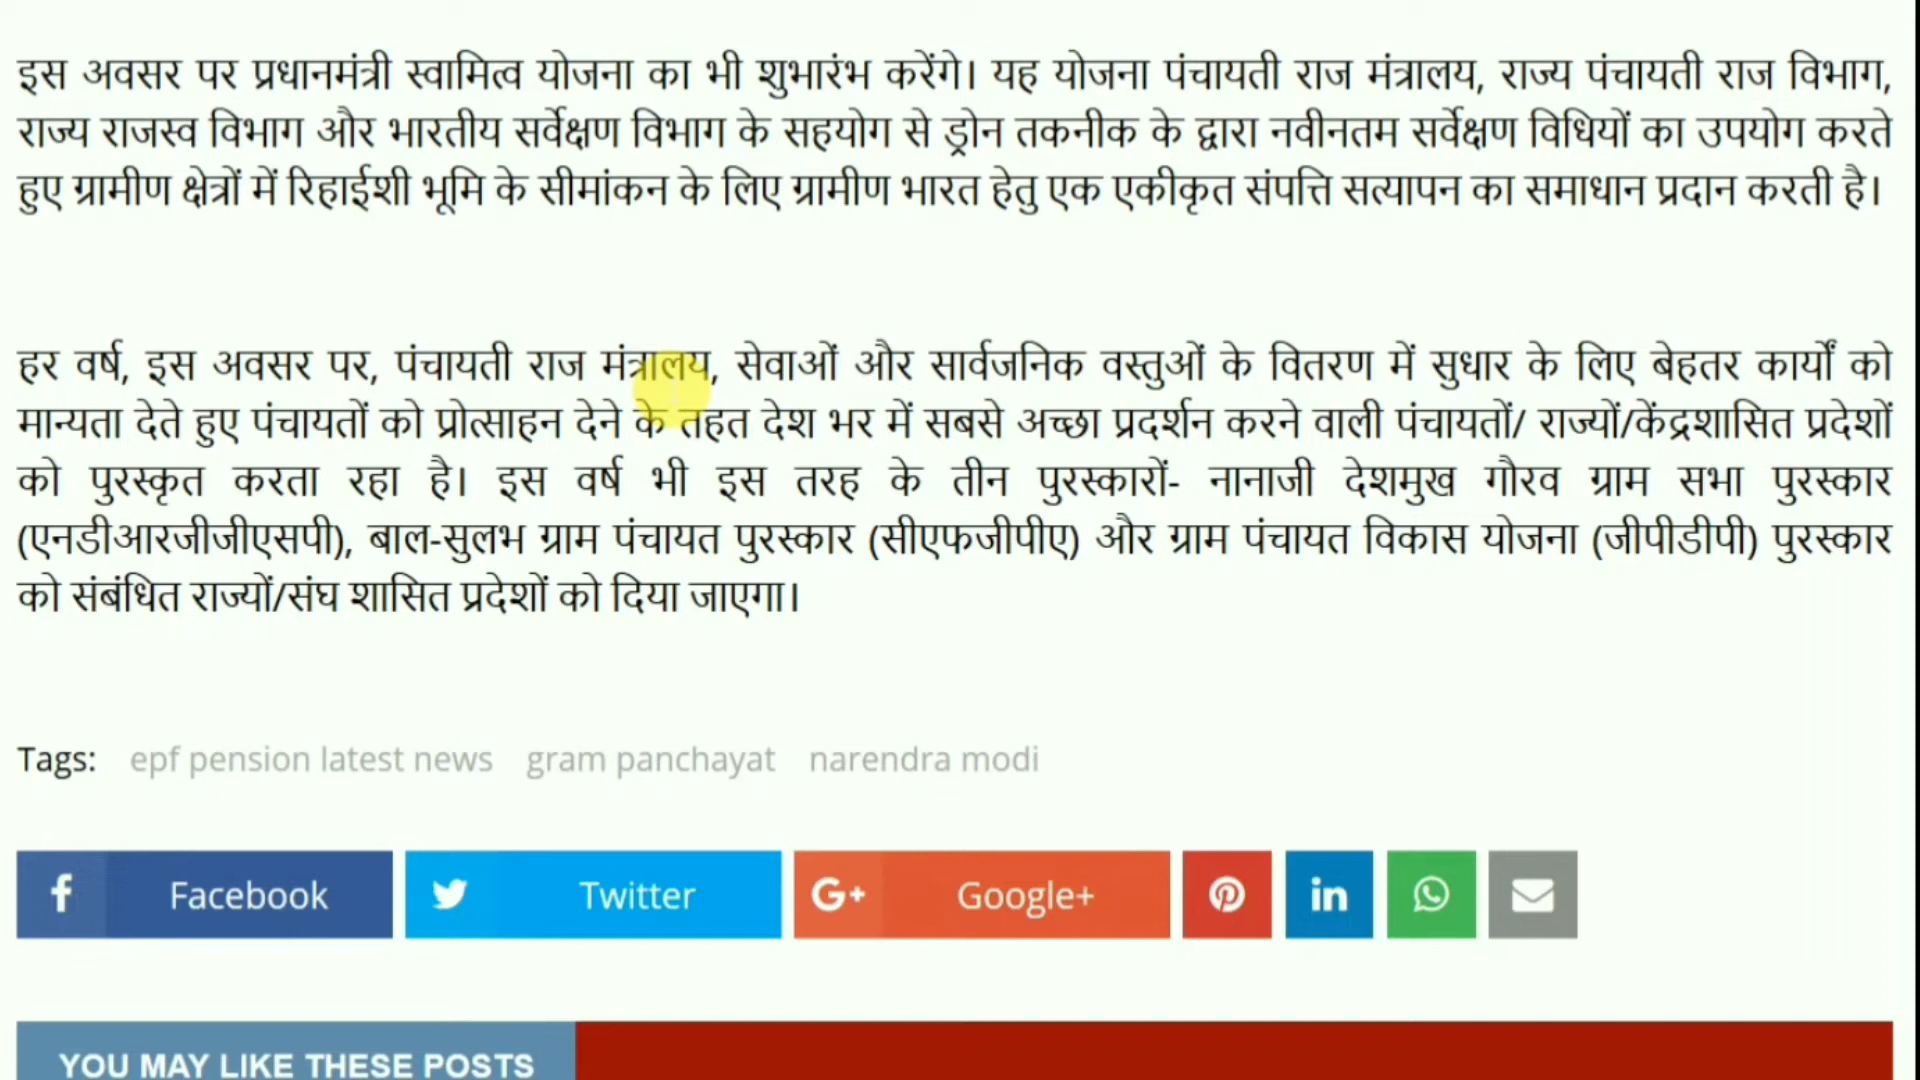 इस अवसर पर प्रधानमंत्री स्वामित्व योजना का भी शुभारंभ करेंगे। यह योजना पंचायती राज मंत्रालय, राज्य पंचायती राज विभाग,
राज्य राजस्व विभाग और भारतीय सर्वेक्षण विभाग के सहयोग से ड्रोन तकनीक के द्वारा नवीनतम सर्वेक्षण विधियों का उपयोग करते
हुए ग्रामीण क्षेत्रों में रिहाईशी भूमि के सीमांकन के लिए ग्रामीण भारत हेतु एक एकीकृत संपत्ति सत्यापन का समाधान प्रदान करती है।
हर वर्ष, इस अवसर पर, पंचायती राज मंत्रालय, सेवाओं और सार्वजनिक वस्तुओं के वितरण में सुधार के लिए बेहतर कार्यों को
मान्यता देते हुए पंचायतों को प्रोत्साहन देने के तहत देश भर में सबसे अच्छा प्रदर्शन करने वाली पंचायतों/ राज्यों/केंद्रशासित प्रदेशों
को पुरस्कृत करता रहा है। इस वर्ष भी इस तरह के तीन पुरस्कारों- नानाजी देशमुख गौरव ग्राम सभा पुरस्कार
(एनडीआरजीजीएसपी), बाल-सुलभ ग्राम पंचायत पुरस्कार (सीएफजीपीए) और ग्राम पंचायत विकास योजना (जीपीडीपी) पुरस्कार
को संबंधित राज्यों/संघ शासित प्रदेशों को दिया जाएगा।
Tags: epf pension latest news gram panchayat narendra modi
Facebook Twitter G+ Google+ in
YOU MAY LIKE THESE POSTS